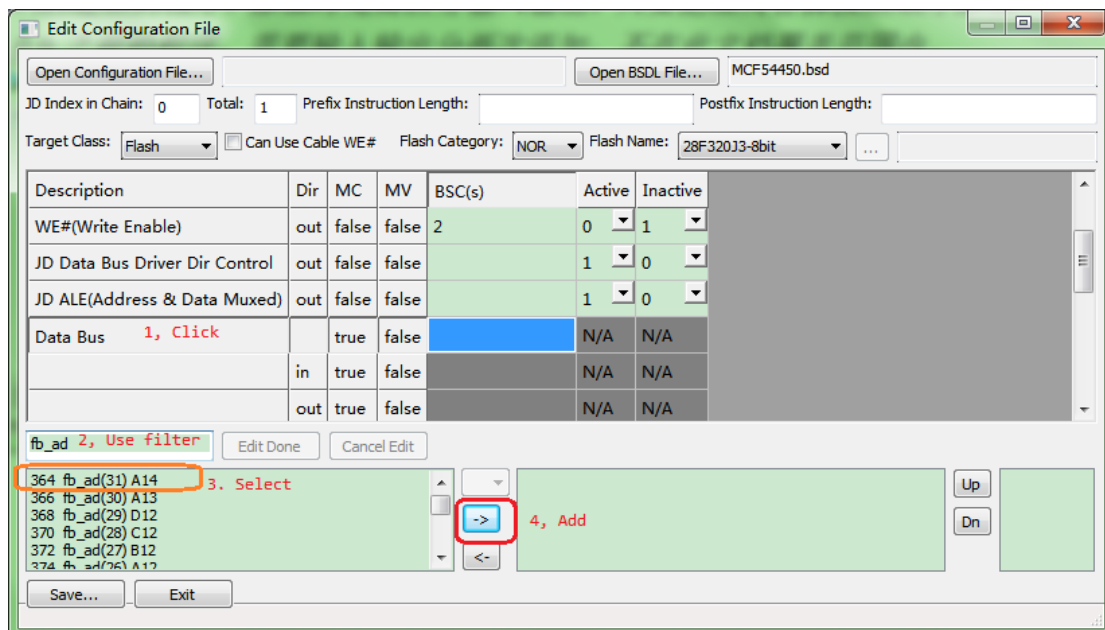 Edit Configuration File
Open Configuration File...
Open BSDL File...
MCF54450.bsd
JD Index in Chain: 0 Total: 1 Prefix Instruction Length: Postfix Instruction Length:
Target Class: Flash Can Use Cable WE# Flash Category: NOR Flash Name: 28F320J3-8bit ...
Description Dir MC MV BSC(s) Active Inactive
WE#(Write Enable) out false false 2 0 1
JD Data Bus Driver Dir Control out false false 1 0
JD ALE(Address & Data Muxed) out false false 1 0
Data Bus 1, Click true false N/A N/A
in true false N/A N/A
out true false N/A N/A
fb_ad 2, Use filter Edit Done Cancel Edit
364 fb_ad(31) A14 3. Select
366 fb_ad(30) A13
368 fb_ad(29) D12
370 fb_ad(28) C12
372 fb_ad(27) B12
374 fb_ad(26) A12
-> 4, Add
<-
Up
Dn
Save... Exit